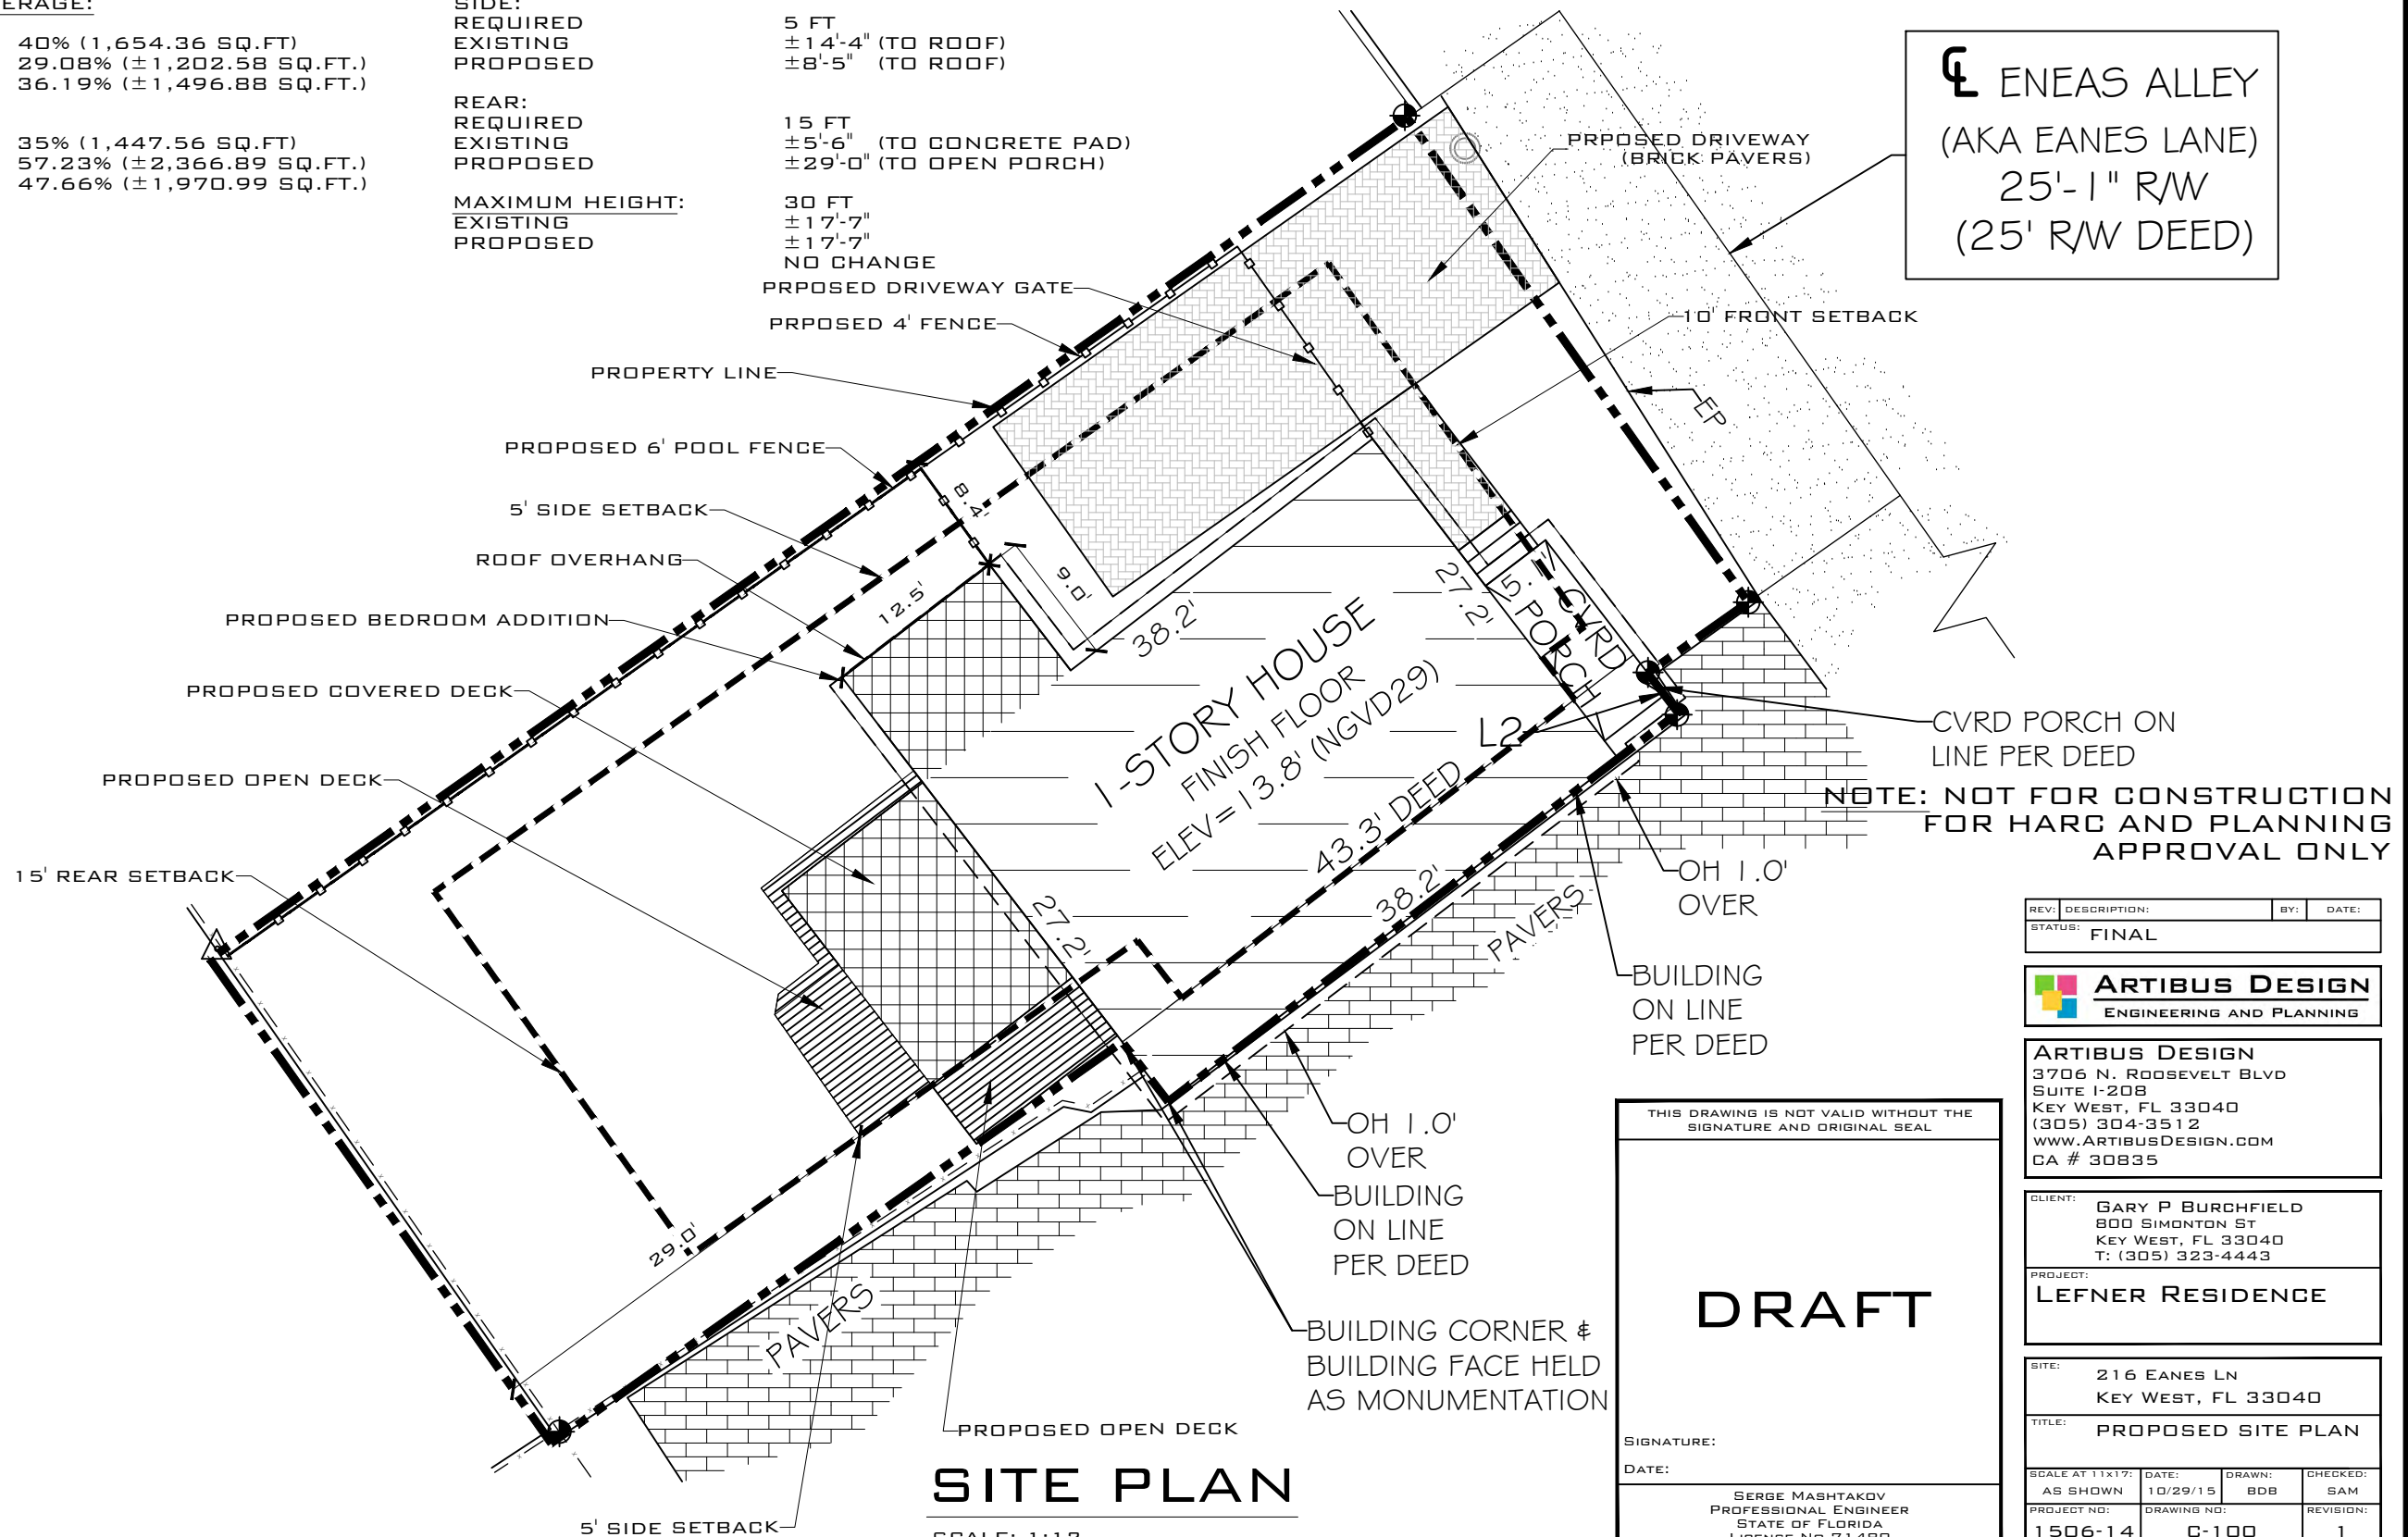 ERAGE:
40% (1,654.36 SQ.FT)
29.08% (±1,202.58 SQ.FT.)
36.19% (±1,496.88 SQ.FT.)
35% (1,447.56 SQ.FT)
57.23% (±2,366.89 SQ.FT.)
47.66% (±1,970.99 SQ.FT.)
SIDE:
REQUIRED 5 FT
EXISTING ±14'-4" (TO ROOF)
PROPOSED ±8'-5" (TO ROOF)
REAR:
REQUIRED 15 FT
EXISTING ±5'-6" (TO CONCRETE PAD)
PROPOSED ±29'-0" (TO OPEN PORCH)
MAXIMUM HEIGHT: 30 FT
EXISTING ±17'-7"
PROPOSED ±17'-7"
NO CHANGE
PRPOSED DRIVEWAY GATE
PRPOSED 4' FENCE
PROPERTY LINE
PROPOSED 6' POOL FENCE
5' SIDE SETBACK
ROOF OVERHANG
PROPOSED BEDROOM ADDITION
PROPOSED COVERED DECK
PROPOSED OPEN DECK
15' REAR SETBACK
PRPOSED DRIVEWAY
(BRICK PAVERS)
10' FRONT SETBACK
EP
℄ ENEAS ALLEY
(AKA EANES LANE)
25'-1" R/W
(25' R/W DEED)
8.4'
9.0'
12.5'
38.2'
27.2'
5.
PORCH
CVRD
1-STORY HOUSE
FINISH FLOOR
ELEV=13.8' (NGVD29)
L2
43.3' DEED
38.2'
27.2'
PAVERS
29.0'
PAVERS
CVRD PORCH ON
LINE PER DEED
NOTE: NOT FOR CONSTRUCTION
FOR HARC AND PLANNING
APPROVAL ONLY
OH 1.0'
OVER
BUILDING
ON LINE
PER DEED
OH 1.0'
OVER
BUILDING
ON LINE
PER DEED
BUILDING CORNER &
BUILDING FACE HELD
AS MONUMENTATION
PROPOSED OPEN DECK
5' SIDE SETBACK
SITE PLAN
SCALE: 1:12
THIS DRAWING IS NOT VALID WITHOUT THE
SIGNATURE AND ORIGINAL SEAL
DRAFT
SIGNATURE:
DATE:
SERGE MASHTAKOV
PROFESSIONAL ENGINEER
STATE OF FLORIDA
LICENSE NO 71480
REV: DESCRIPTION: BY: DATE:
STATUS: FINAL
ARTIBUS DESIGN
ENGINEERING AND PLANNING
ARTIBUS DESIGN
3706 N. ROOSEVELT BLVD
SUITE I-208
KEY WEST, FL 33040
(305) 304-3512
WWW.ARTIBUSDESIGN.COM
CA # 30835
CLIENT: GARY P BURCHFIELD
800 SIMONTON ST
KEY WEST, FL 33040
T: (305) 323-4443
PROJECT:
LEFNER RESIDENCE
SITE: 216 EANES LN
KEY WEST, FL 33040
TITLE: PROPOSED SITE PLAN
SCALE AT 11x17: DATE: DRAWN: CHECKED:
AS SHOWN 10/29/15 BDB SAM
PROJECT NO: DRAWING NO: REVISION:
1506-14 C-100 1